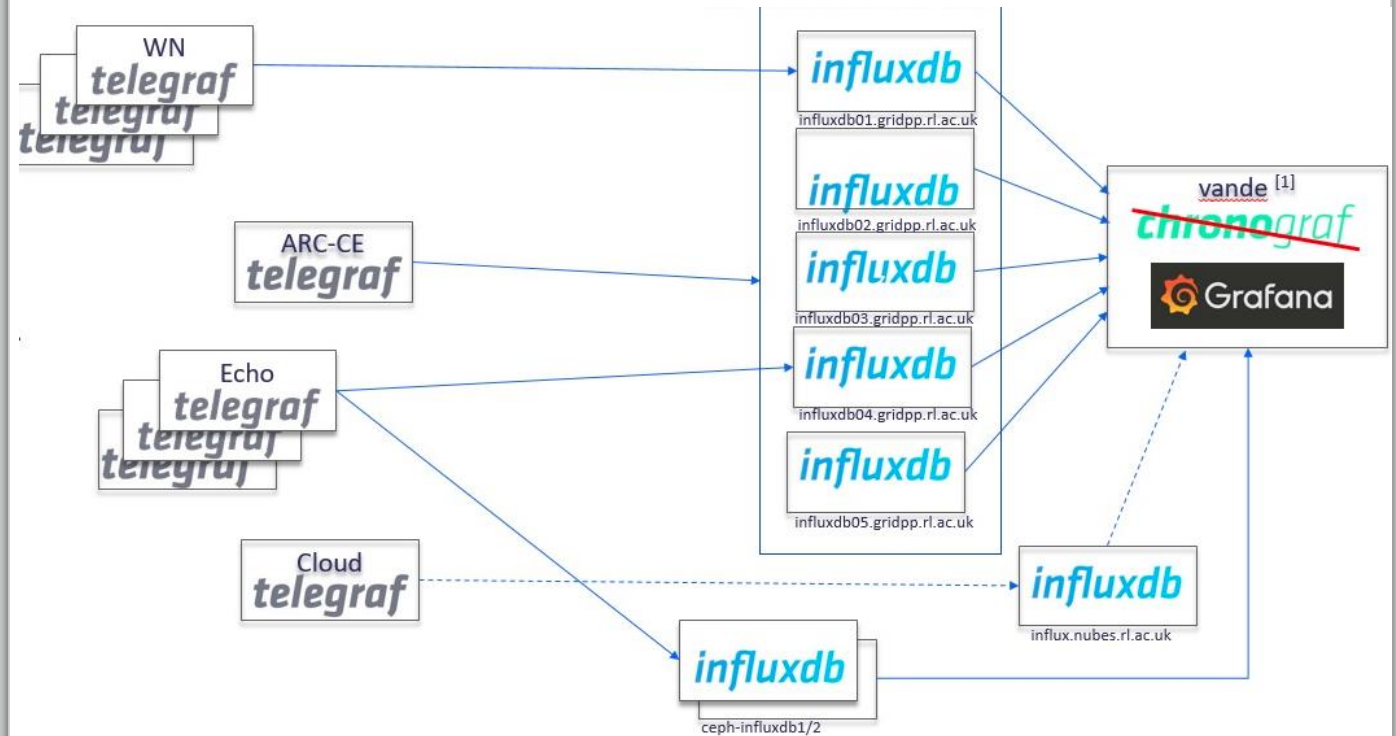 WN
telegraf
telegraf
telegraf
influxdb
influxdb01.gridpp.rl.ac.uk
influxdb
influxdb02.gridpp.rl.ac.uk
vande [1]
chronograf
Grafana
ARC-CE
telegraf
influxdb
influxdb03.gridpp.rl.ac.uk
Echo
telegraf
telegraf
telegraf
influxdb
influxdb04.gridpp.rl.ac.uk
influxdb
influxdb05.gridpp.rl.ac.uk
Cloud
telegraf
influxdb
influx.nubes.rl.ac.uk
influxdb
ceph-influxdb1/2